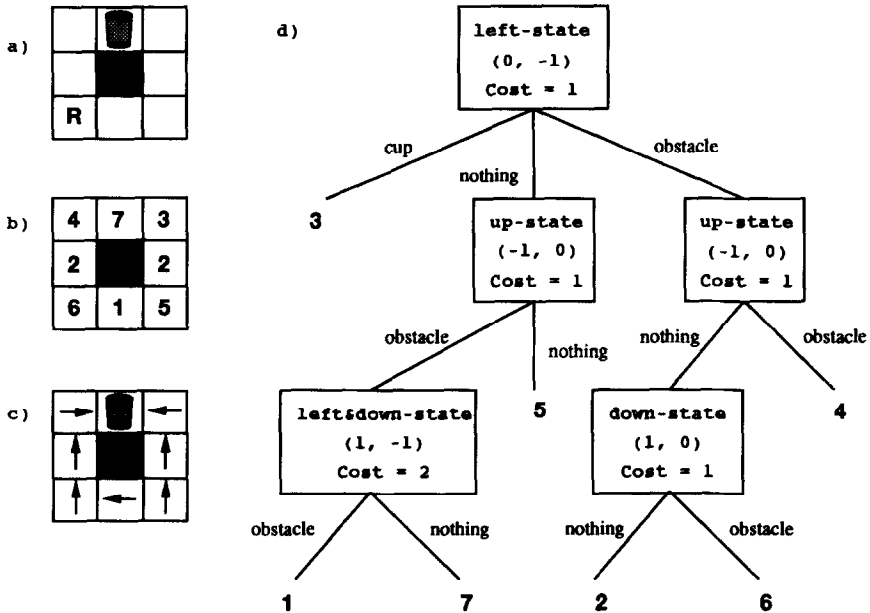 a)
R
b)
4 7 3
2 2
6 1 5
c)
d)
left-state
(0, -1)
Cost = 1
cup
nothing
obstacle
3
up-state
(-1, 0)
Cost = 1
up-state
(-1, 0)
Cost = 1
obstacle
nothing
nothing
obstacle
left&down-state
(1, -1)
Cost = 2
5
down-state
(1, 0)
Cost = 1
4
obstacle
nothing
nothing
obstacle
1
7
2
6